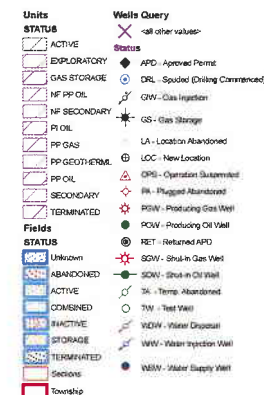 Units
STATUS
ACTIVE
EXPLORATORY
GAS STORAGE
NF PP OIL
NF SECONDARY
PI OIL
PP GAS
PP GEOTHERML
PP OIL
SECONDARY
TERMINATED
Fields
STATUS
Unknown
ABANDONED
ACTIVE
COMBINED
INACTIVE
STORAGE
TERMINATED
Sections
Township
Wells Query
<all other values>
Status
APD - Aproved Permit
DRL - Spuded (Drilling Commenced)
GIW - Gas Injection
GS - Gas Storage
LA - Location Abandoned
LOC - New Location
OPS - Operation Suspended
PA - Plugged Abandoned
PGW - Producing Gas Well
POW - Producing Oil Well
RET - Returned APD
SGW - Shut-in Gas Well
SOW - Shut-in Oil Well
TA - Temp. Abandoned
TW - Test Well
WDW - Water Disposal
WIW - Water Injection Well
WSW - Water Supply Well